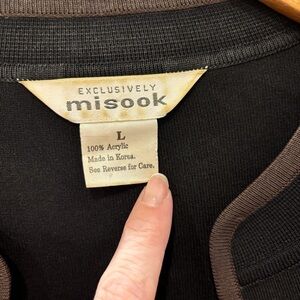 EXCLUSIVELY
misook
L
100% Acrylic
Made in Korea.
See Reverse for Care.